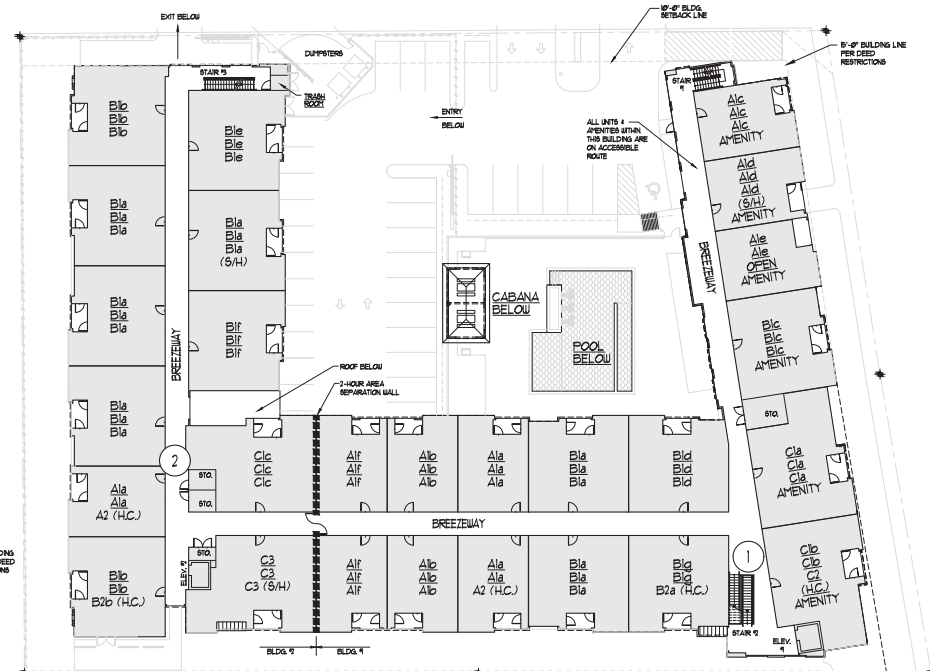 EXIT BELOW
10'-0" BLDG.
SETBACK LINE
DUMPSTERS
15'-0" BUILDING LINE
PER DEED
RESTRICTIONS
STAIR #3
TRASH
ROOM
STAIR
ENTRY
BELOW
ALL UNITS &
AMENITIES WITHIN
THIS BUILDING ARE
ON ACCESSIBLE
ROUTE
B1b
B1b
B1b
B1e
B1e
B1e
A1c
A1c
A1c
AMENITY
A1d
A1d
A1d
(S/H)
AMENITY
B1a
B1a
B1a
B1a
B1a
B1a
(S/H)
A1e
A1e
OPEN
AMENITY
BREEZEWAY
B1a
B1a
B1a
B1f
B1f
B1f
CABANA
BELOW
POOL
BELOW
B1c
B1c
B1c
AMENITY
BREEZEWAY
ROOF BELOW
2-HOUR AREA
SEPARATION WALL
B1a
B1a
B1a
STO.
2
STO.
STO.
C1c
C1c
C1c
A1f
A1f
A1f
A1b
A1b
A1b
A1a
A1a
A1a
B1a
B1a
B1a
B1d
B1d
B1d
C1a
C1a
C1a
AMENITY
A1a
A1a
A2 (H.C.)
BREEZEWAY
B1b
B1b
B2b (H.C.)
STO.
ELEV. #2
C3
C3
C3 (S/H)
A1f
A1f
A1f
A1b
A1b
A1b
A1a
A1a
A2 (H.C.)
B1a
B1a
B1a
B1g
B1g
B2a (H.C.)
1
C1b
C1b
C2
(H.C.)
AMENITY
STAIR #2
ELEV.
#1
BLDG. #2
BLDG. #1